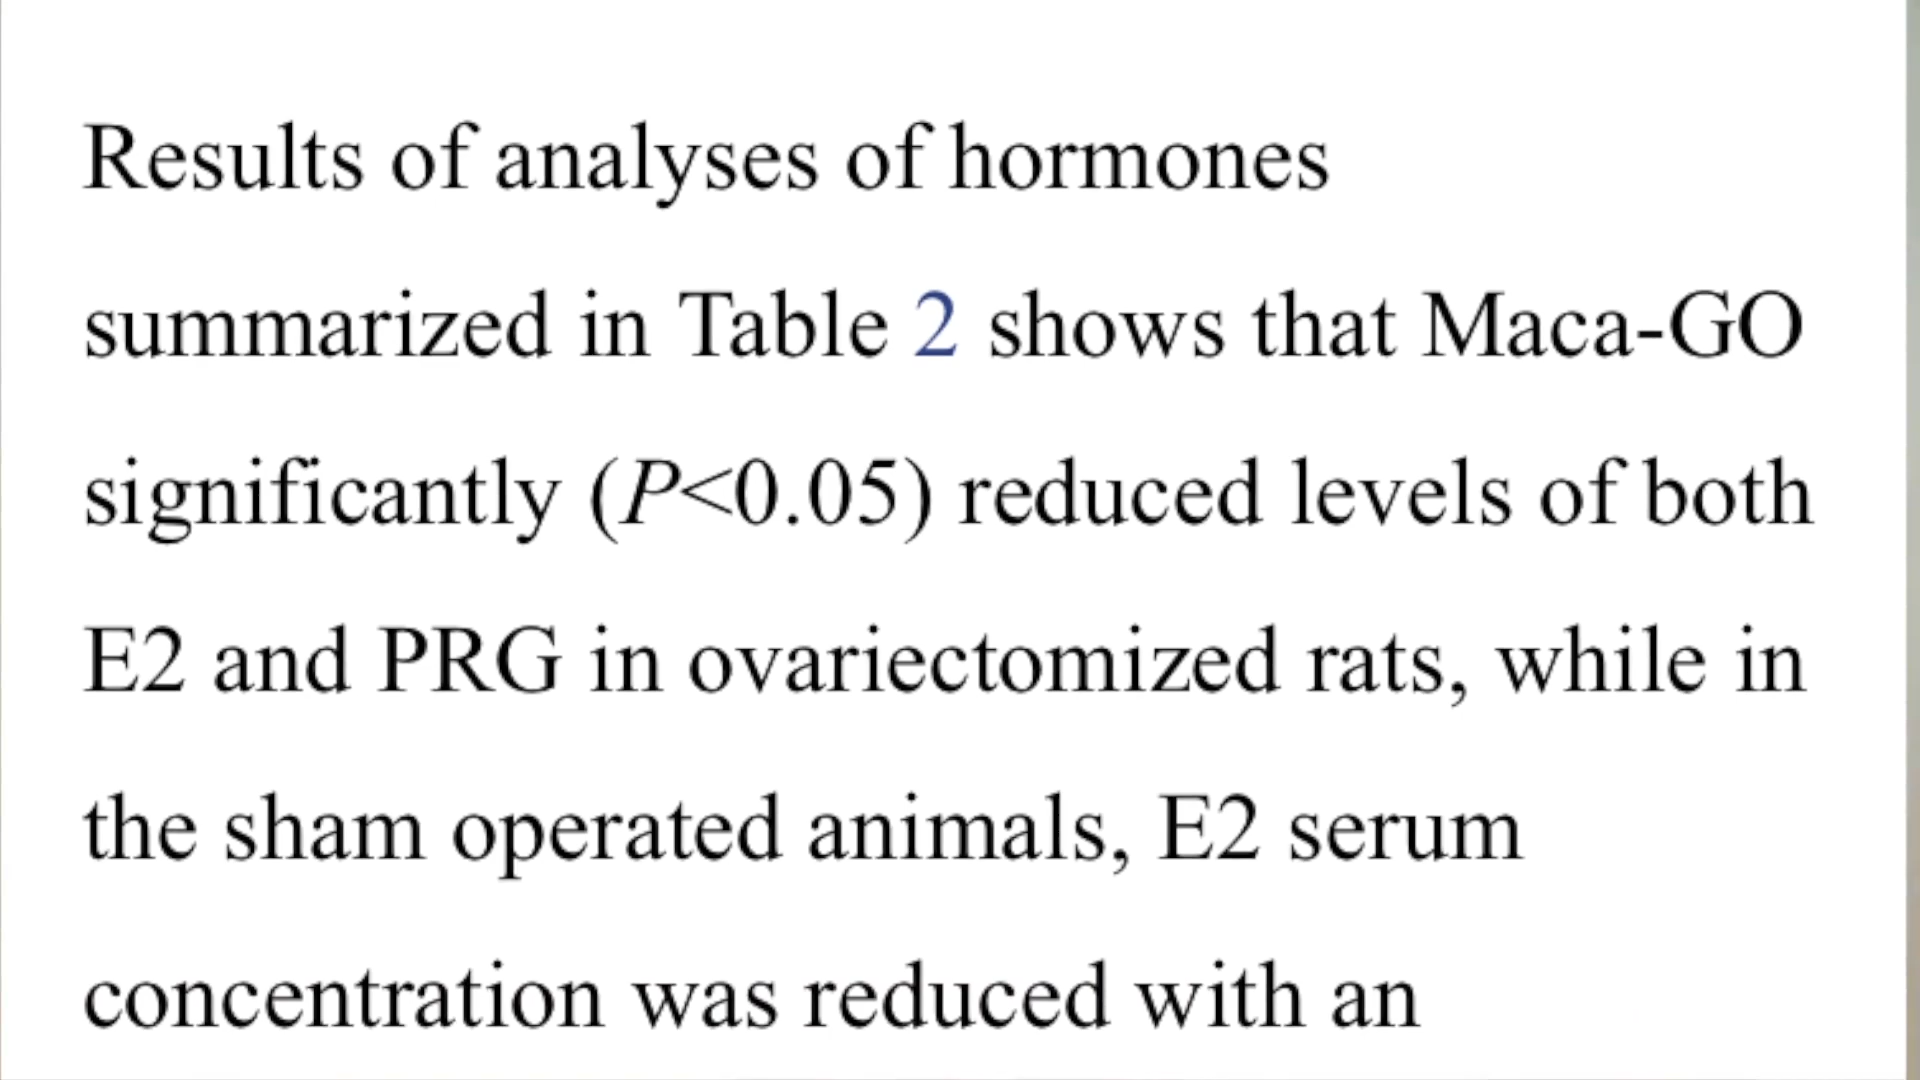 Results of analyses of hormones
summarized in Table 2 shows that Maca-GO
significantly (P<0.05) reduced levels of both
E2 and PRG in ovariectomized rats, while in
the sham operated animals, E2 serum
concentration was reduced with an